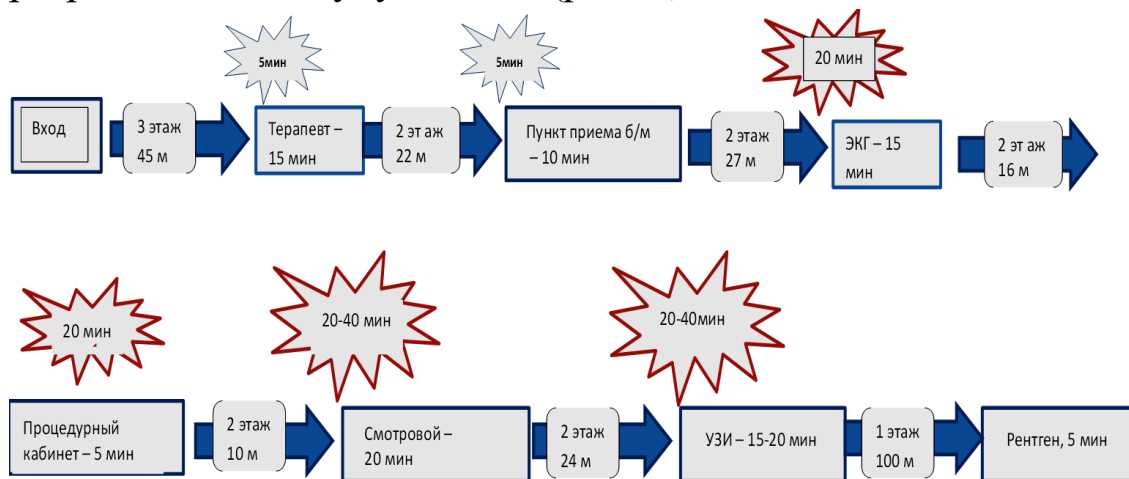 5мин
5мин
20 мин
Вход
3 этаж
45 м
Терапевт –
15 мин
2 эт аж
22 м
Пункт приема б/м
– 10 мин
2 этаж
27 м
ЭКГ – 15
мин
2 эт аж
16 м
20 мин
20-40 мин
20-40мин
Процедурный
кабинет – 5 мин
2 этаж
10 м
Смотровой –
20 мин
2 этаж
24 м
УЗИ – 15-20 мин
1 этаж
100 м
Рентген, 5 мин